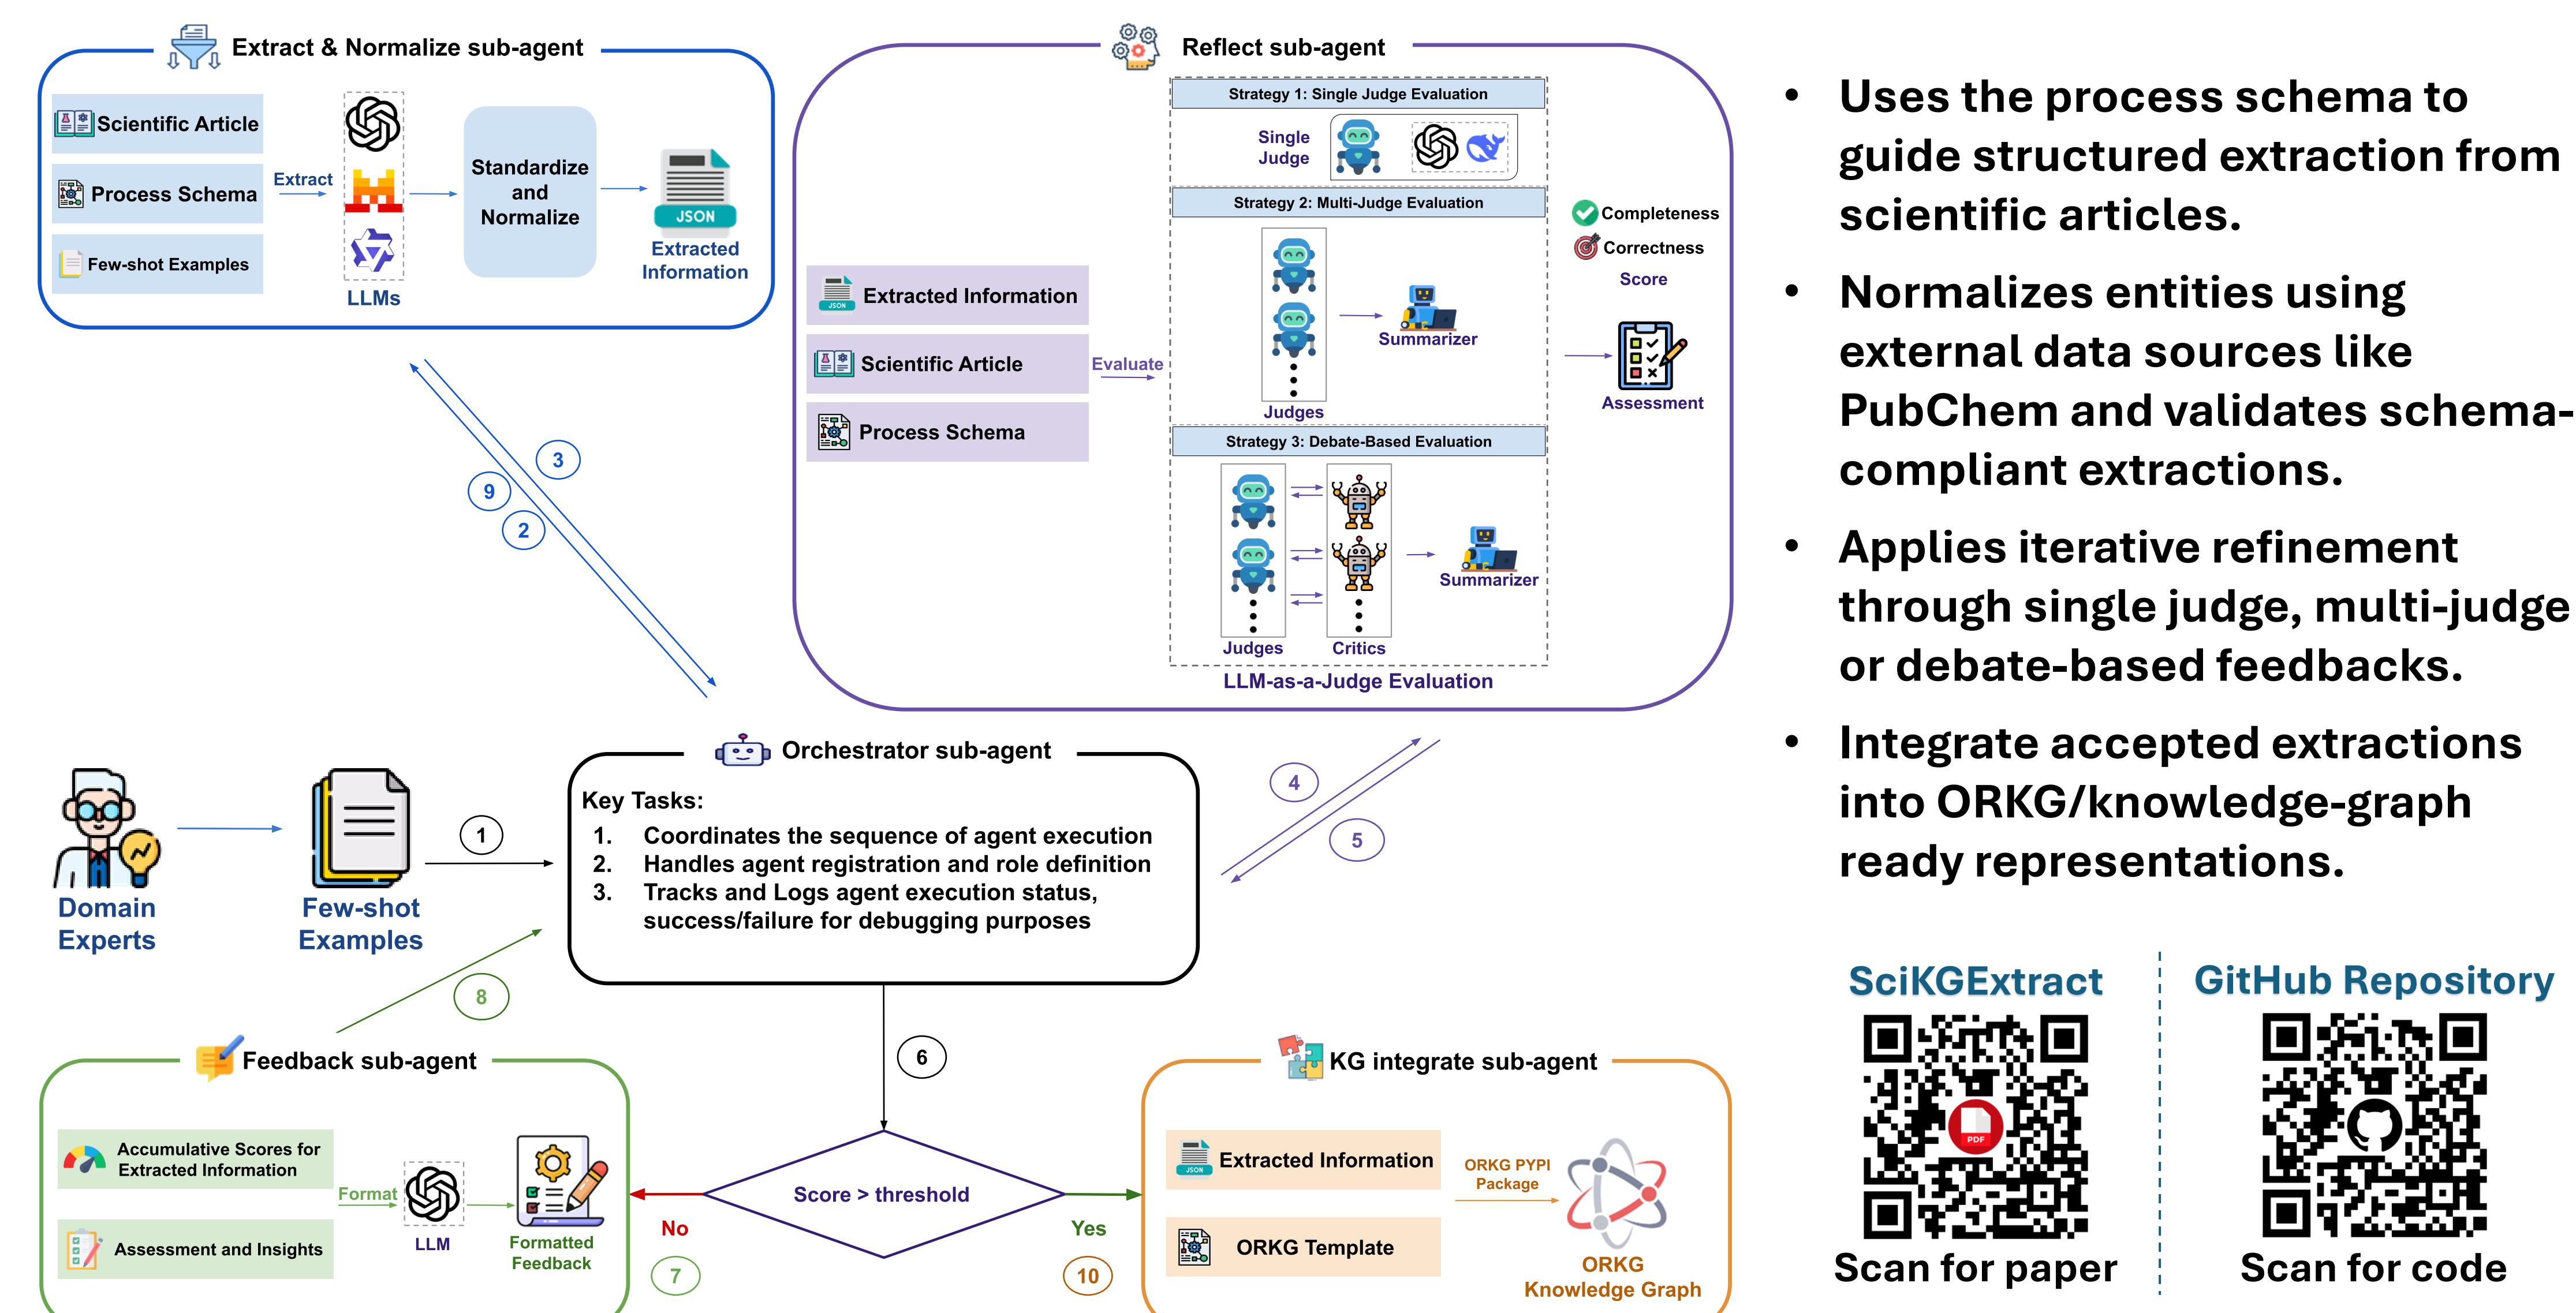 Extract & Normalize sub-agent
Scientific Article
Process Schema
Few-shot Examples
Extract
LLMs
Standardize
and
Normalize
JSON
Extracted
Information
Reflect sub-agent
Extracted Information
JSON
Scientific Article
Process Schema
Evaluate
Strategy 1: Single Judge Evaluation
Single
Judge
Strategy 2: Multi-Judge Evaluation
Judges
Summarizer
Strategy 3: Debate-Based Evaluation
Judges
Critics
Summarizer
LLM-as-a-Judge Evaluation
Completeness
Correctness
Score
Assessment
3
9
2
4
5
Domain
Experts
Few-shot
Examples
1
Orchestrator sub-agent
Key Tasks:
1. Coordinates the sequence of agent execution
2. Handles agent registration and role definition
3. Tracks and Logs agent execution status,
success/failure for debugging purposes
8
6
Feedback sub-agent
Accumulative Scores for
Extracted Information
Assessment and Insights
Format
LLM
Formatted
Feedback
Score > threshold
No
7
Yes
10
KG integrate sub-agent
JSON
Extracted Information
ORKG Template
ORKG PYPI
Package
ORKG
Knowledge Graph
• Uses the process schema to
guide structured extraction from
scientific articles.
• Normalizes entities using
external data sources like
PubChem and validates schema-
compliant extractions.
• Applies iterative refinement
through single judge, multi-judge
or debate-based feedbacks.
• Integrate accepted extractions
into ORKG/knowledge-graph
ready representations.
SciKGExtract
PDF
Scan for paper
GitHub Repository
Scan for code